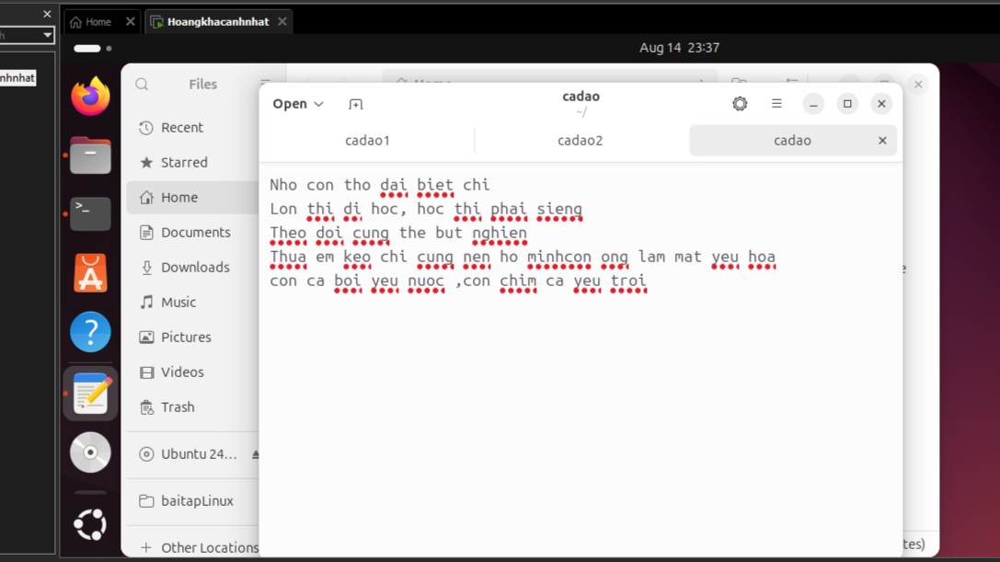 nhnhat
Home
Hoangkhacanhnhat
Aug 14 23:37
Files
Recent
Starred
Home
Documents
Downloads
Music
Pictures
Videos
Trash
Ubuntu 24…
baitapLinux
Other Locations
Open
cadao
~/
cadao1
cadao2
cadao
Nho con tho dai biet chi
Lon thi di hoc, hoc thi phai sieng
Theo doi cung the but nghien
Thua em keo chi cung nen ho minhcon ong lam mat yeu hoa
con ca boi yeu nuoc ,con chim ca yeu troi
tes)